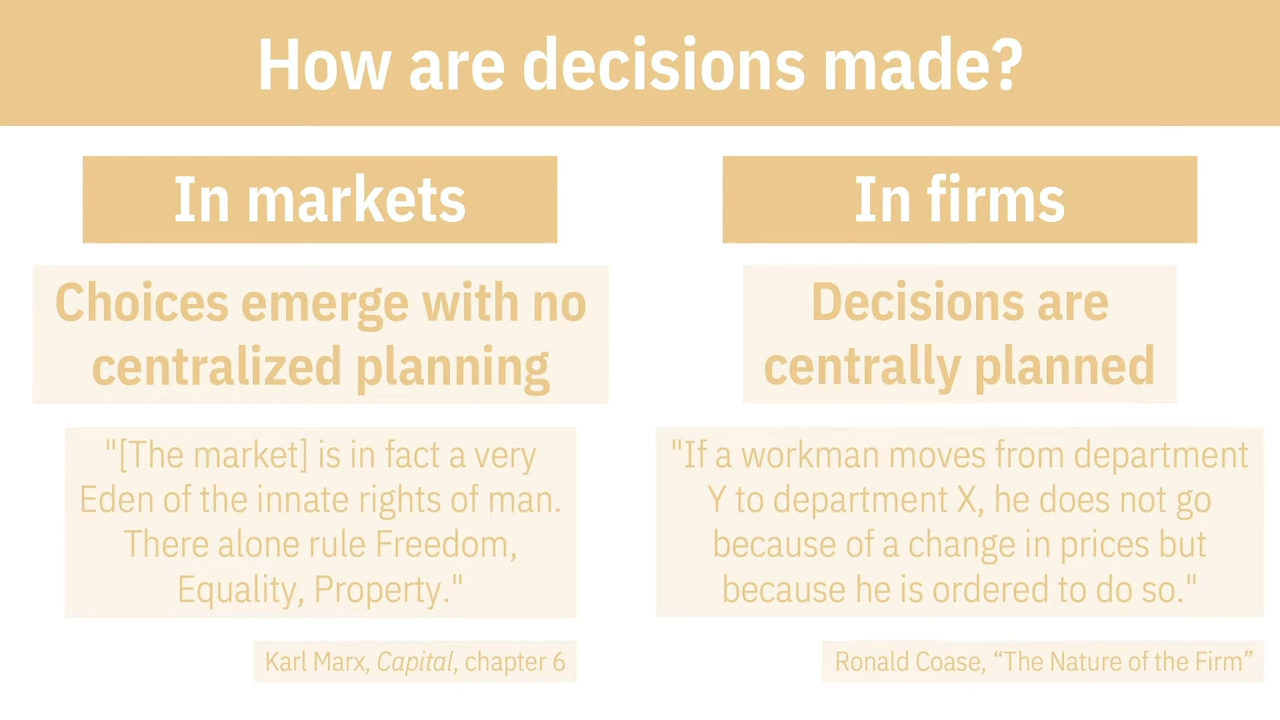 How are decisions made?
In markets
Choices emerge with no
centralized planning
"[The market] is in fact a very
Eden of the innate rights of man.
There alone rule Freedom,
Equality, Property."
Karl Marx, Capital, chapter 6
In firms
Decisions are
centrally planned
"If a workman moves from department
Y to department X, he does not go
because of a change in prices but
because he is ordered to do so."
Ronald Coase, “The Nature of the Firm”